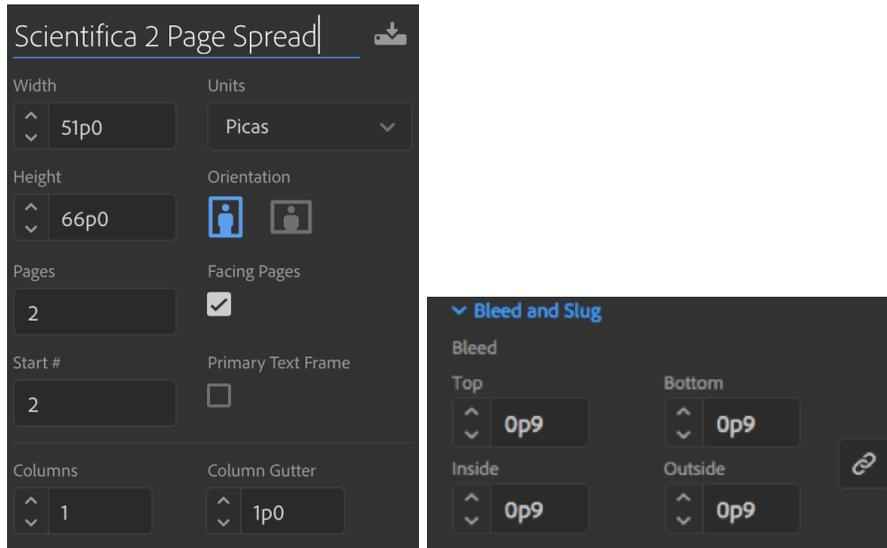 Scientifica 2 Page Spread
Width Units
51p0 Picas
Height Orientation
66p0
Pages Facing Pages
2
Start # Primary Text Frame
2
Columns Column Gutter
1 1p0
Bleed and Slug
Bleed
Top Bottom
0p9 0p9
Inside Outside
0p9 0p9